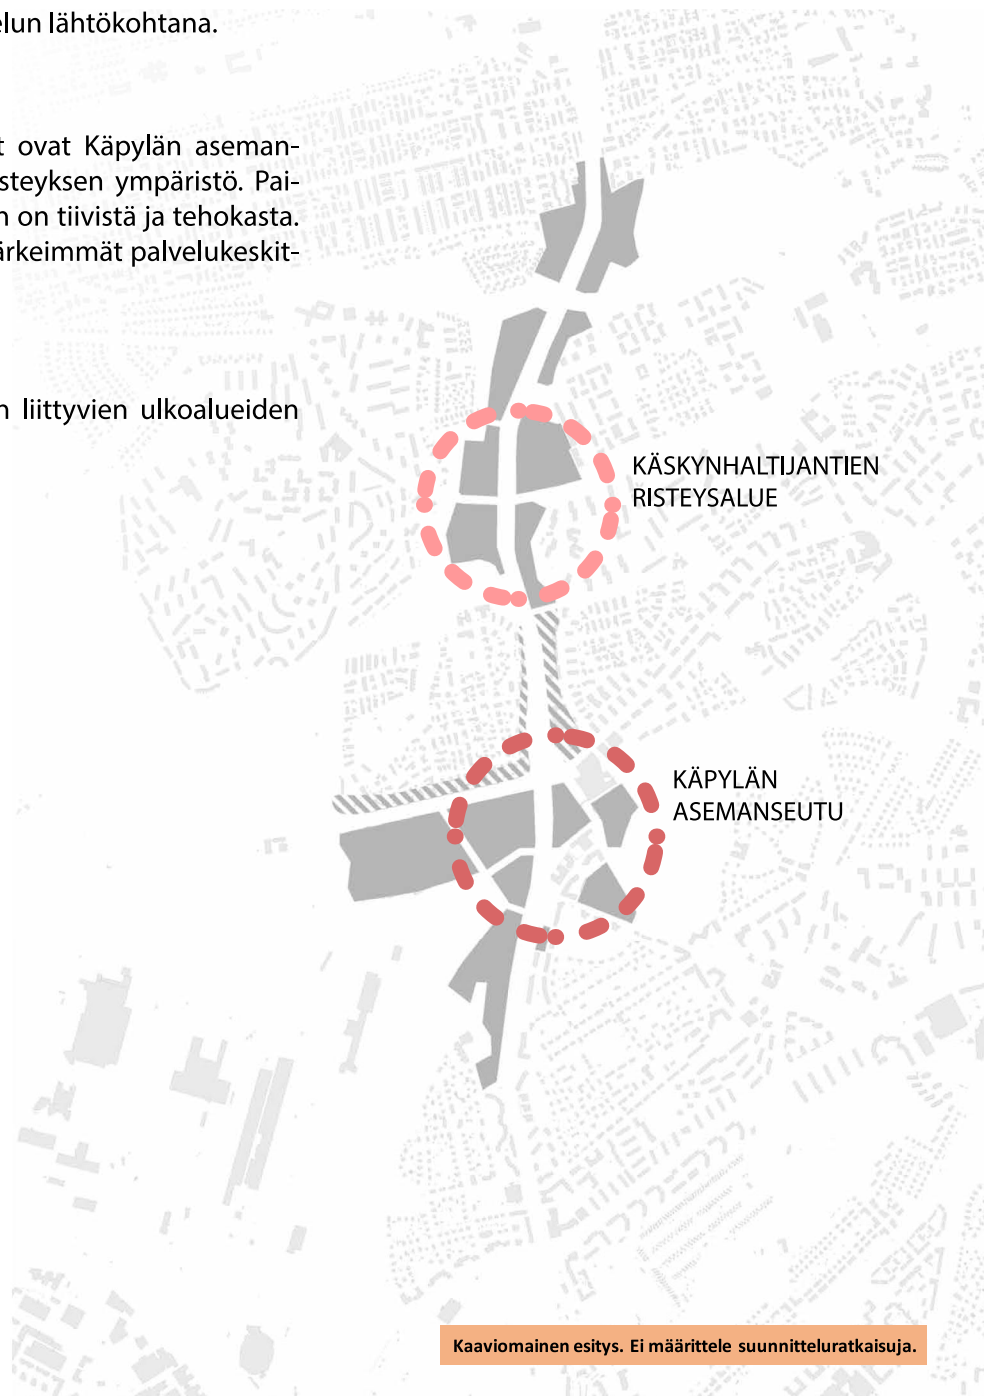 elun lähtökohtana.
t ovat Käpylän aseman-
steyksen ympäristö. Pai-
n on tiivistä ja tehokasta.
ärkeimmät palvelukeskit-
n liittyvien ulkoalueiden
KÄSKYNHALTIJANTIEN
RISTEYSALUE
KÄPYLÄN
ASEMANSEUTU
Kaaviomainen esitys. Ei määrittele suunnitteluratkaisuja.